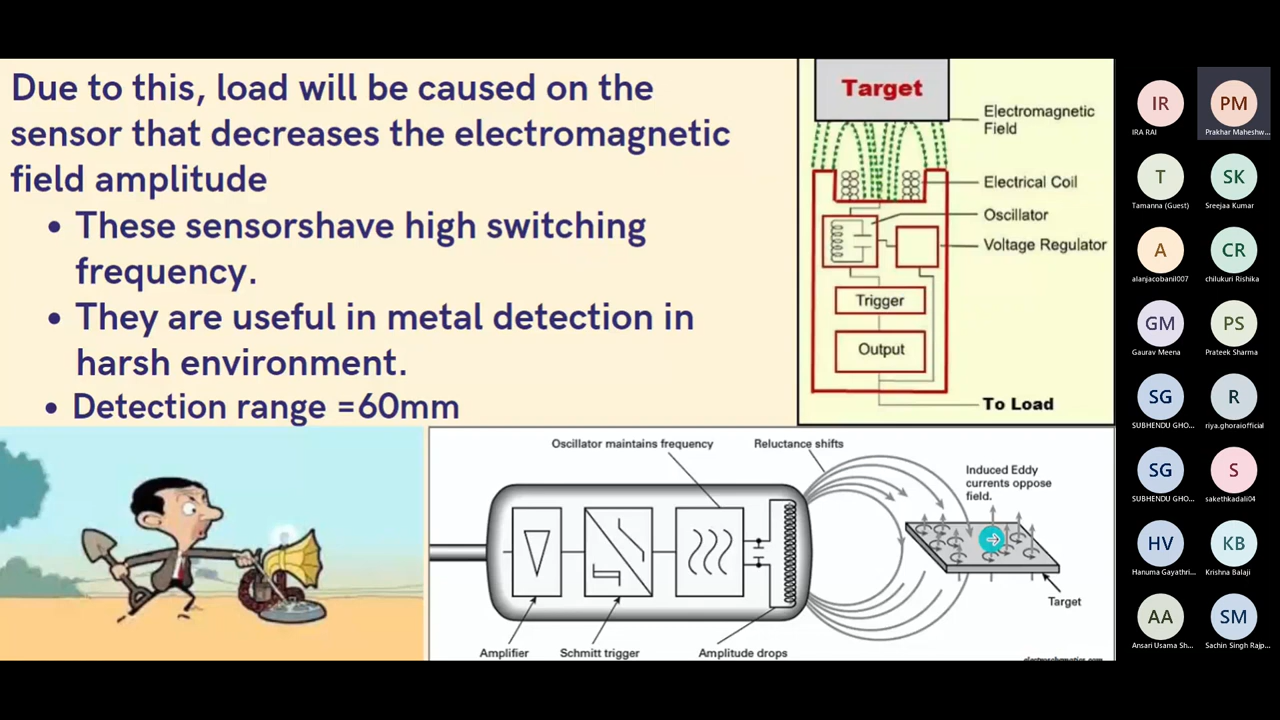 Due to this, load will be caused on the
sensor that decreases the electromagnetic
field amplitude
• These sensorshave high switching
frequency.
• They are useful in metal detection in
harsh environment.
• Detection range =60mm
Target
Electromagnetic
Field
Electrical Coil
Oscillator
Voltage Regulator
Trigger
Output
To Load
Oscillator maintains frequency
Reluctance shifts
Induced Eddy
currents oppose
field.
Target
Amplifier
Schmitt trigger
Amplitude drops
IR
IRA RAI
PM
Prakhar Maheshw...
T
Tamanna (Guest)
SK
Sreejaa Kumar
A
alanjacobanil007
CR
chilukuri Rishika
GM
Gaurav Meena
PS
Prateek Sharma
SG
SUBHENDU GHO...
R
riya.ghoraiofficial
SG
SUBHENDU GHO...
S
sakethkadali04
HV
Hanuma Gayathri...
KB
Krishna Balaji
AA
Ansari Usama Sh...
SM
Sachin Singh Rajp...